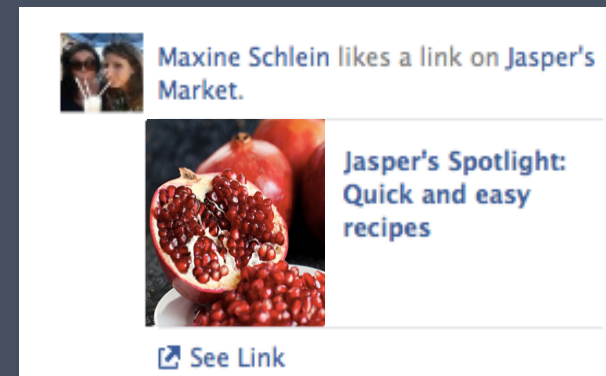 Maxine Schlein likes a link on Jasper's
Market.
Jasper's Spotlight:
Quick and easy
recipes
See Link